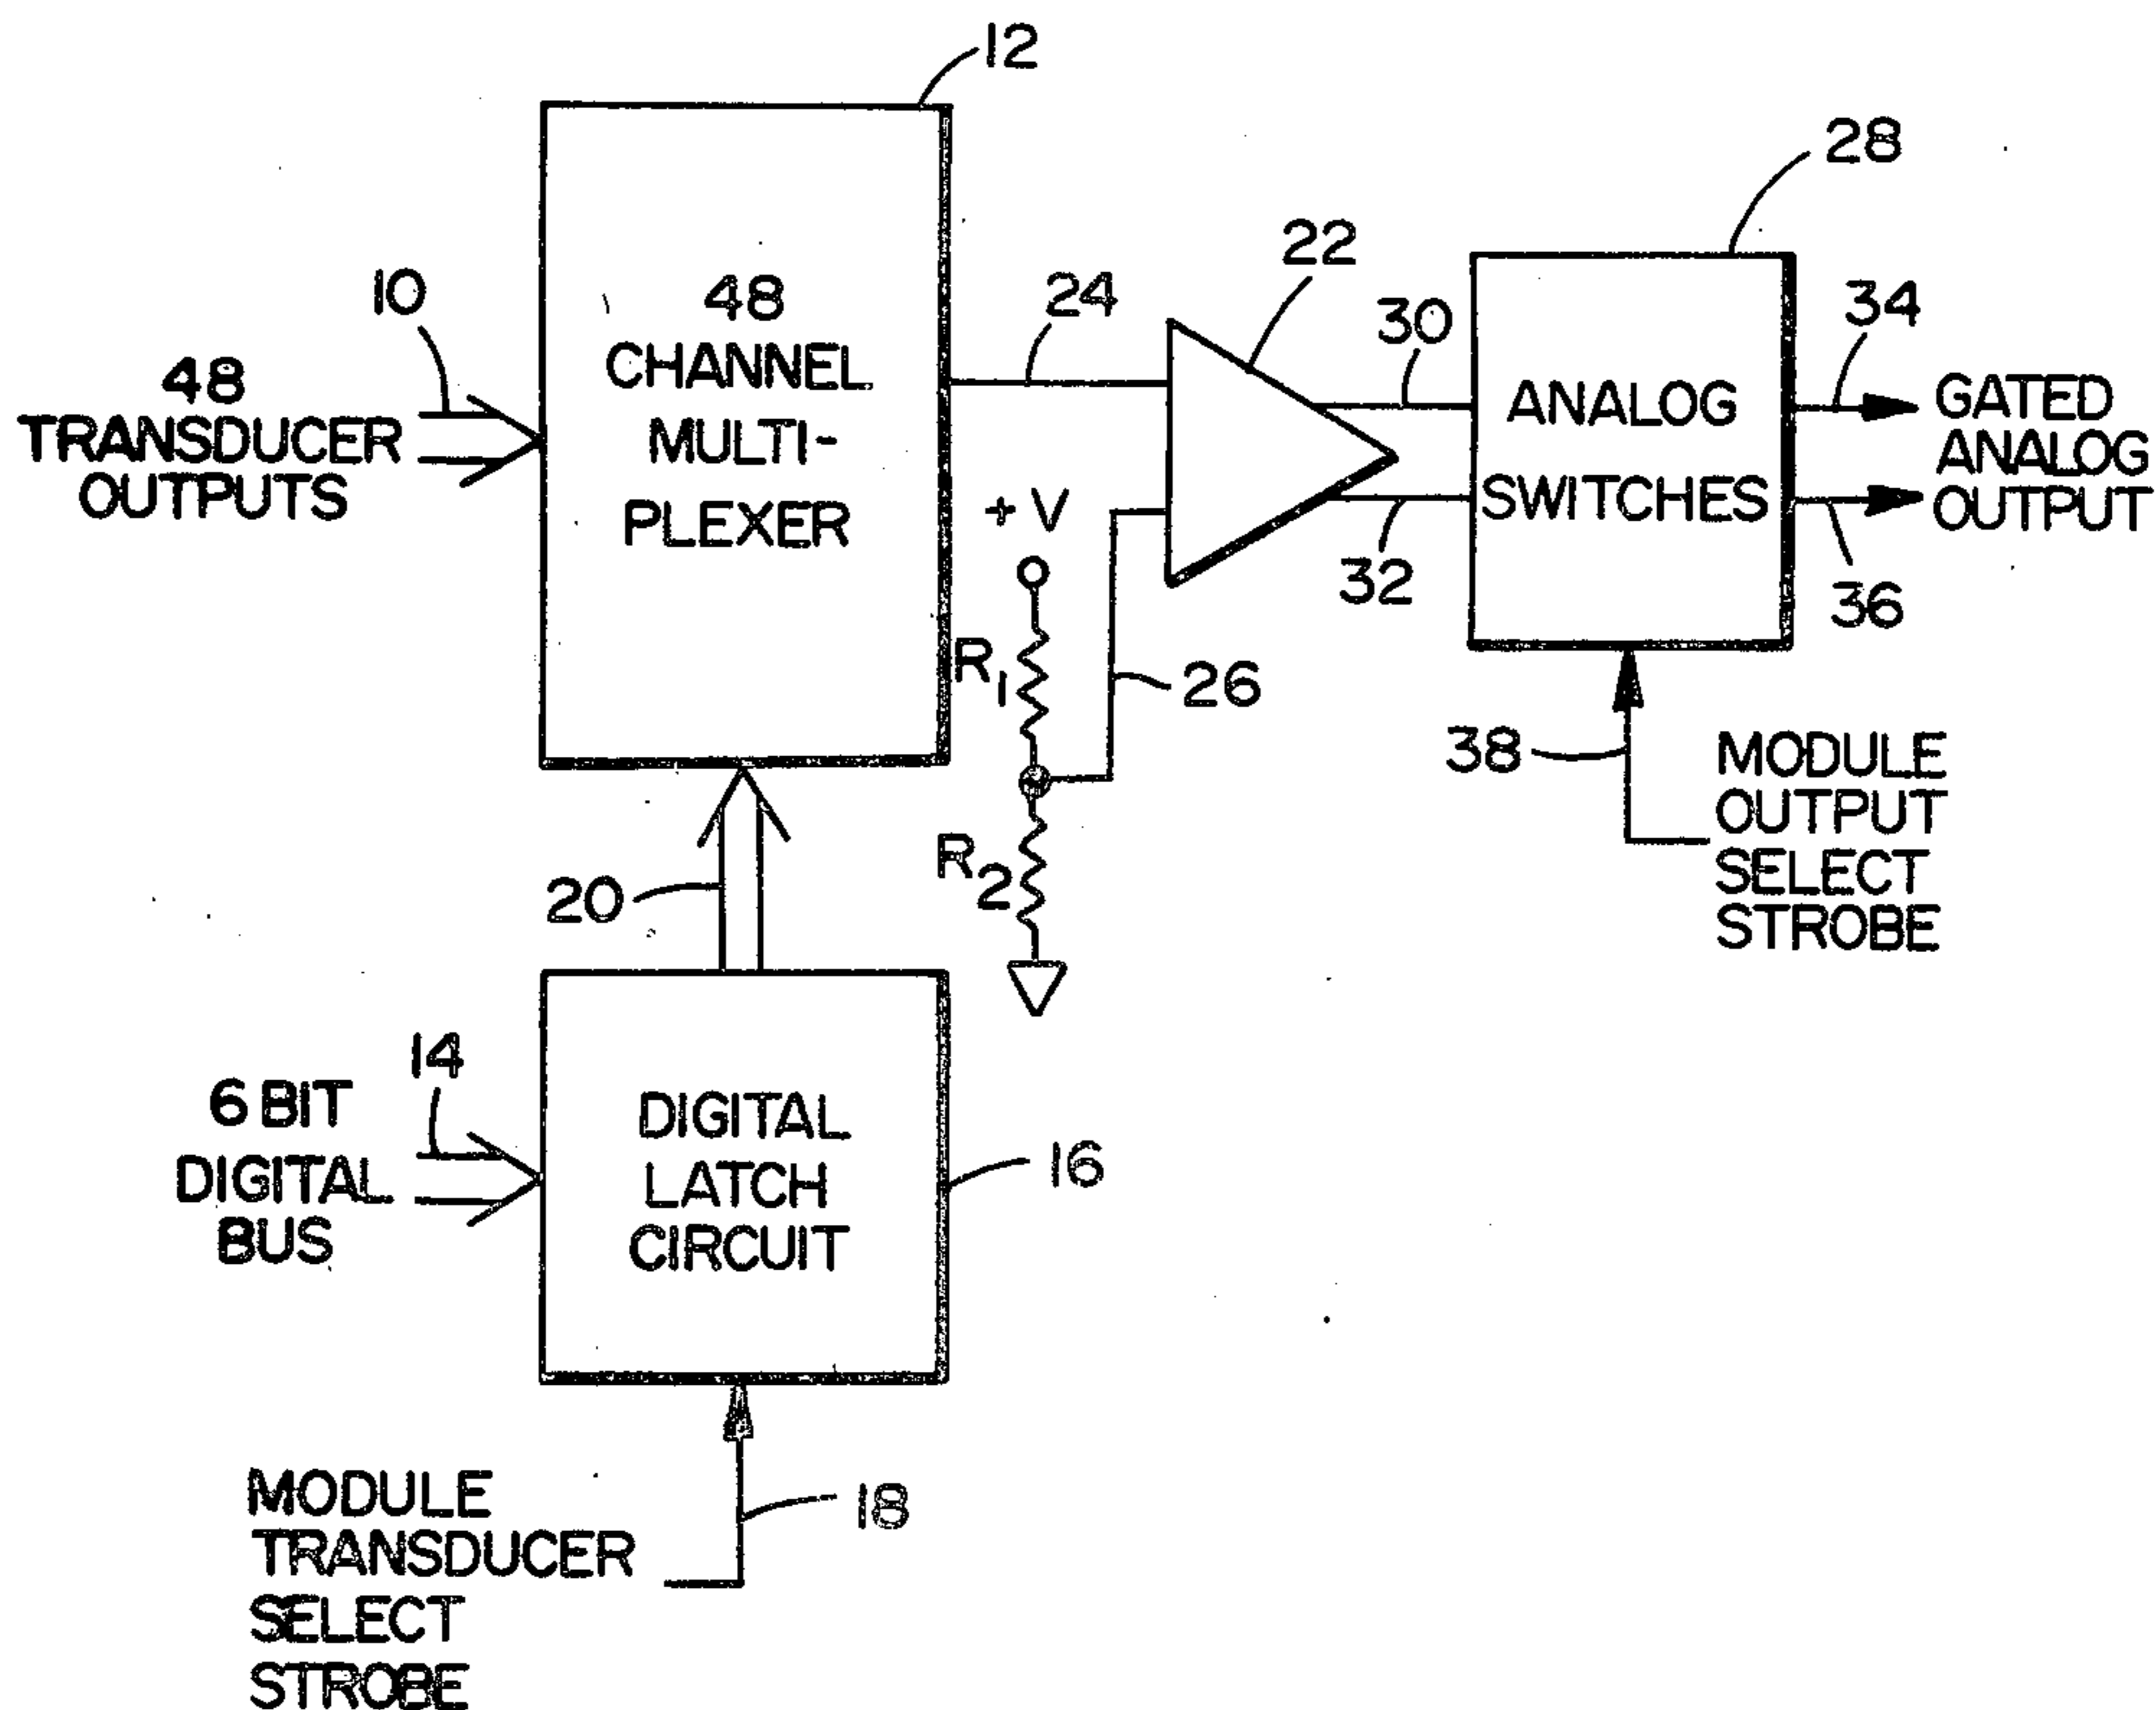 12
28
10
48
TRANSDUCER
OUTPUTS
48
CHANNEL
MULTI-
PLEXER
24
22
30
34
ANALOG
SWITCHES
GATED
ANALOG
OUTPUT
+ V
32
36
R1
26
38
MODULE
OUTPUT
SELECT
STROBE
20
R2
14
6 BIT
DIGITAL
BUS
DIGITAL
LATCH
CIRCUIT
16
18
MODULE
TRANSDUCER
SELECT
STROBE